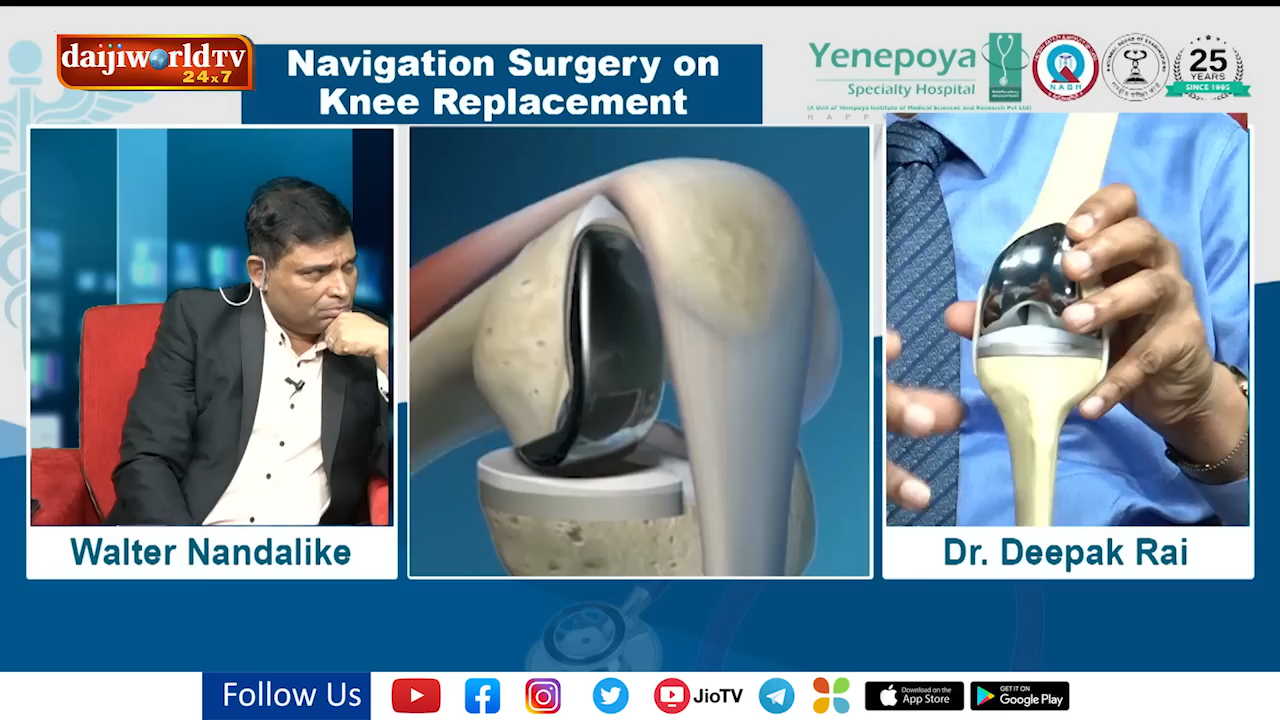 daijiworldTV
24x7
Navigation Surgery on
Knee Replacement
Yenepoya
Specialty Hospital
(A Unit of Yenepoya Institute of Medical Sciences and Research Pvt Ltd)
H A P P Y
NABH
25
YEARS
SINCE 1995
Walter Nandalike
Dr. Deepak Rai
Follow Us
JioTV
Download on the
App Store
GET IT ON
Google Play